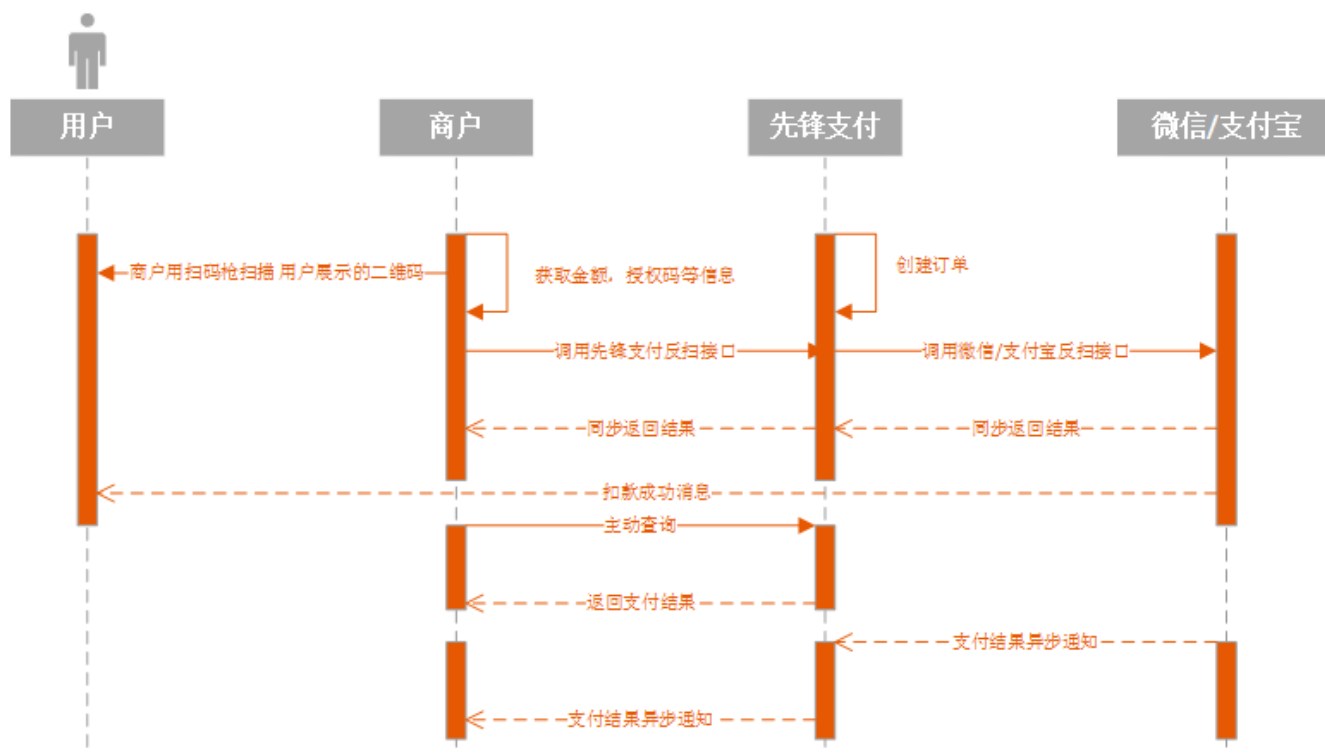 用户
商户
先锋支付
微信/支付宝
商户用扫码枪扫描 用户展示的二维码
获取金额，授权码等信息
创建订单
调用先锋支付反扫接口
调用微信/支付宝反扫接口
同步返回结果
同步返回结果
扣款成功消息
主动查询
返回支付结果
支付结果异步通知
支付结果异步通知